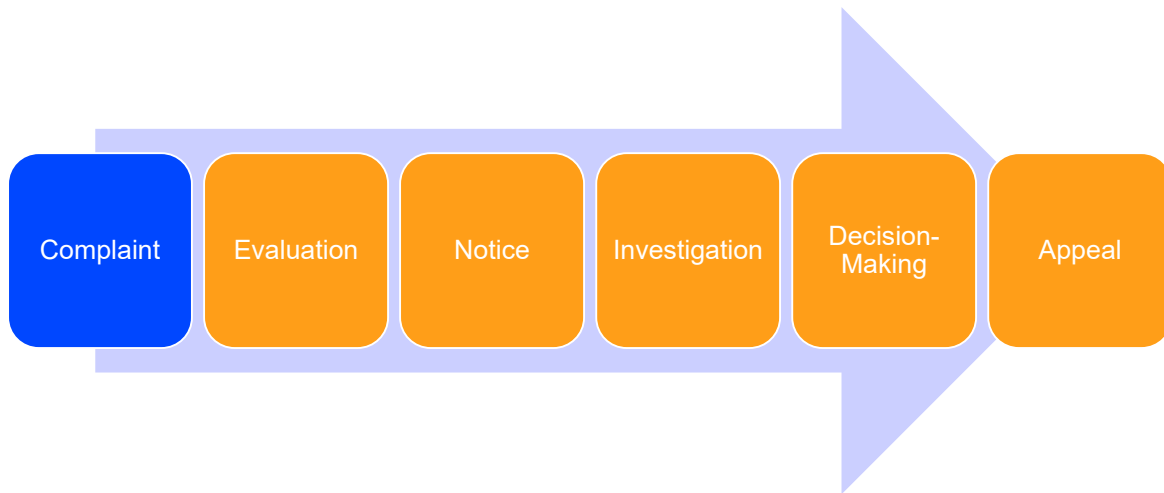 Complaint
Evaluation
Notice
Investigation
Decision-
Making
Appeal